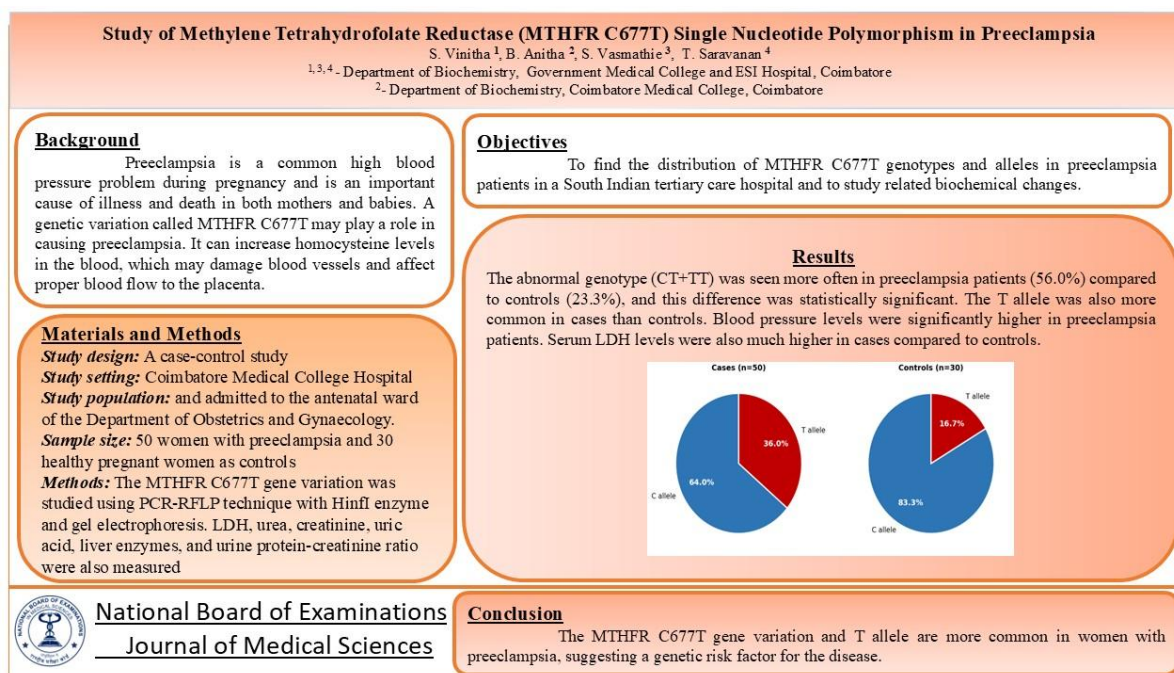 Study of Methylene Tetrahydrofolate Reductase (MTHFR C677T) Single Nucleotide Polymorphism in Preeclampsia
S. Vinitha 1, B. Anitha 2, S. Vasmathie 3, T. Saravanan 4
1, 3, 4 - Department of Biochemistry, Government Medical College and ESI Hospital, Coimbatore
2- Department of Biochemistry, Coimbatore Medical College, Coimbatore
Background
Preeclampsia is a common high blood
pressure problem during pregnancy and is an important
cause of illness and death in both mothers and babies. A
genetic variation called MTHFR C677T may play a role in
causing preeclampsia. It can increase homocysteine levels
in the blood, which may damage blood vessels and affect
proper blood flow to the placenta.
Materials and Methods
Study design: A case-control study
Study setting: Coimbatore Medical College Hospital
Study population: and admitted to the antenatal ward
of the Department of Obstetrics and Gynaecology.
Sample size: 50 women with preeclampsia and 30
healthy pregnant women as controls
Methods: The MTHFR C677T gene variation was
studied using PCR-RFLP technique with HinfI enzyme
and gel electrophoresis. LDH, urea, creatinine, uric
acid, liver enzymes, and urine protein-creatinine ratio
were also measured
Objectives
To find the distribution of MTHFR C677T genotypes and alleles in preeclampsia
patients in a South Indian tertiary care hospital and to study related biochemical changes.
Results
The abnormal genotype (CT+TT) was seen more often in preeclampsia patients (56.0%) compared
to controls (23.3%), and this difference was statistically significant. The T allele was also more
common in cases than controls. Blood pressure levels were significantly higher in preeclampsia
patients. Serum LDH levels were also much higher in cases compared to controls.
Cases (n=50)
T allele
36.0%
64.0%
C allele
Controls (n=30)
T allele
16.7%
83.3%
C allele
National Board of Examinations
Journal of Medical Sciences
Conclusion
The MTHFR C677T gene variation and T allele are more common in women with
preeclampsia, suggesting a genetic risk factor for the disease.